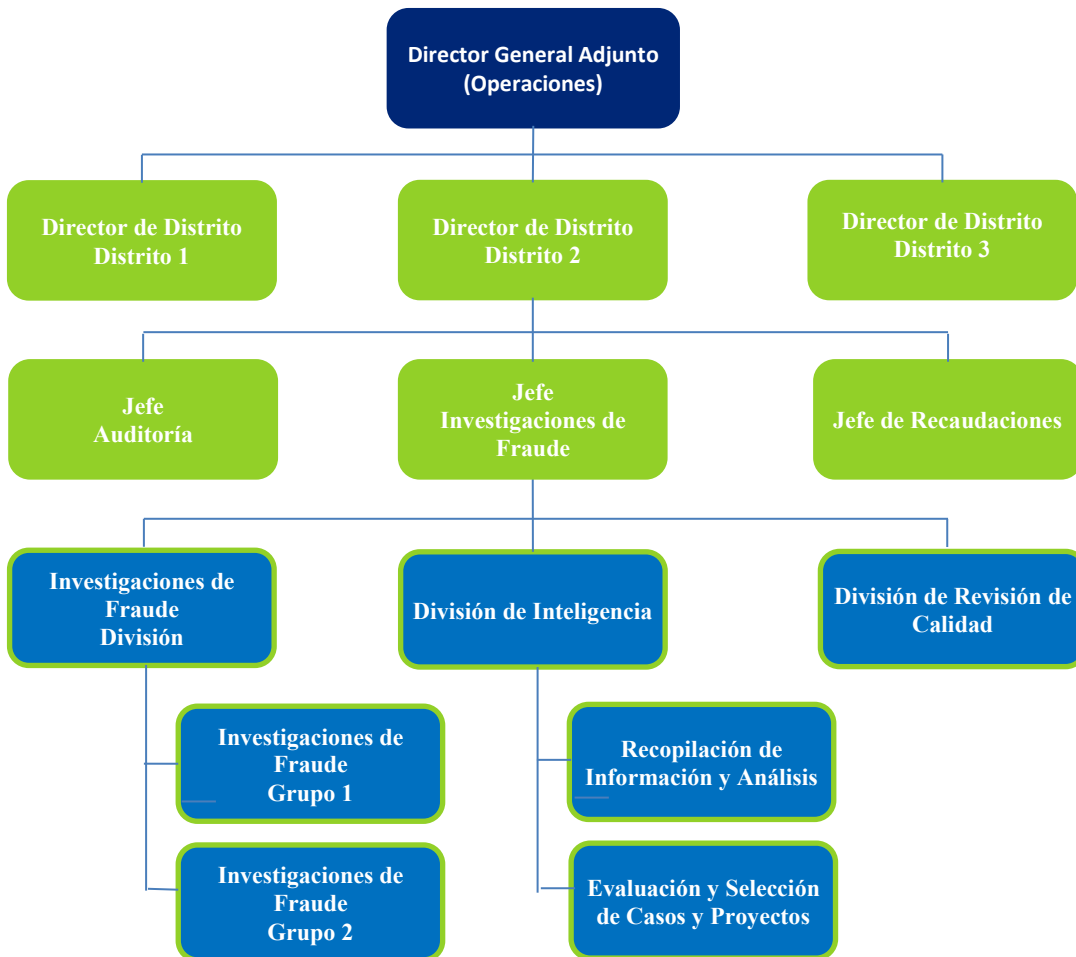 Director General Adjunto
(Operaciones)
Director de Distrito
Distrito 1
Director de Distrito
Distrito 2
Director de Distrito
Distrito 3
Jefe
Auditoría
Jefe
Investigaciones de
Fraude
Jefe de Recaudaciones
Investigaciones de
Fraude
División
División de Inteligencia
División de Revisión de
Calidad
Investigaciones de
Fraude
Grupo 1
Recopilación de
Información y Análisis
Investigaciones de
Fraude
Grupo 2
Evaluación y Selección
de Casos y Proyectos